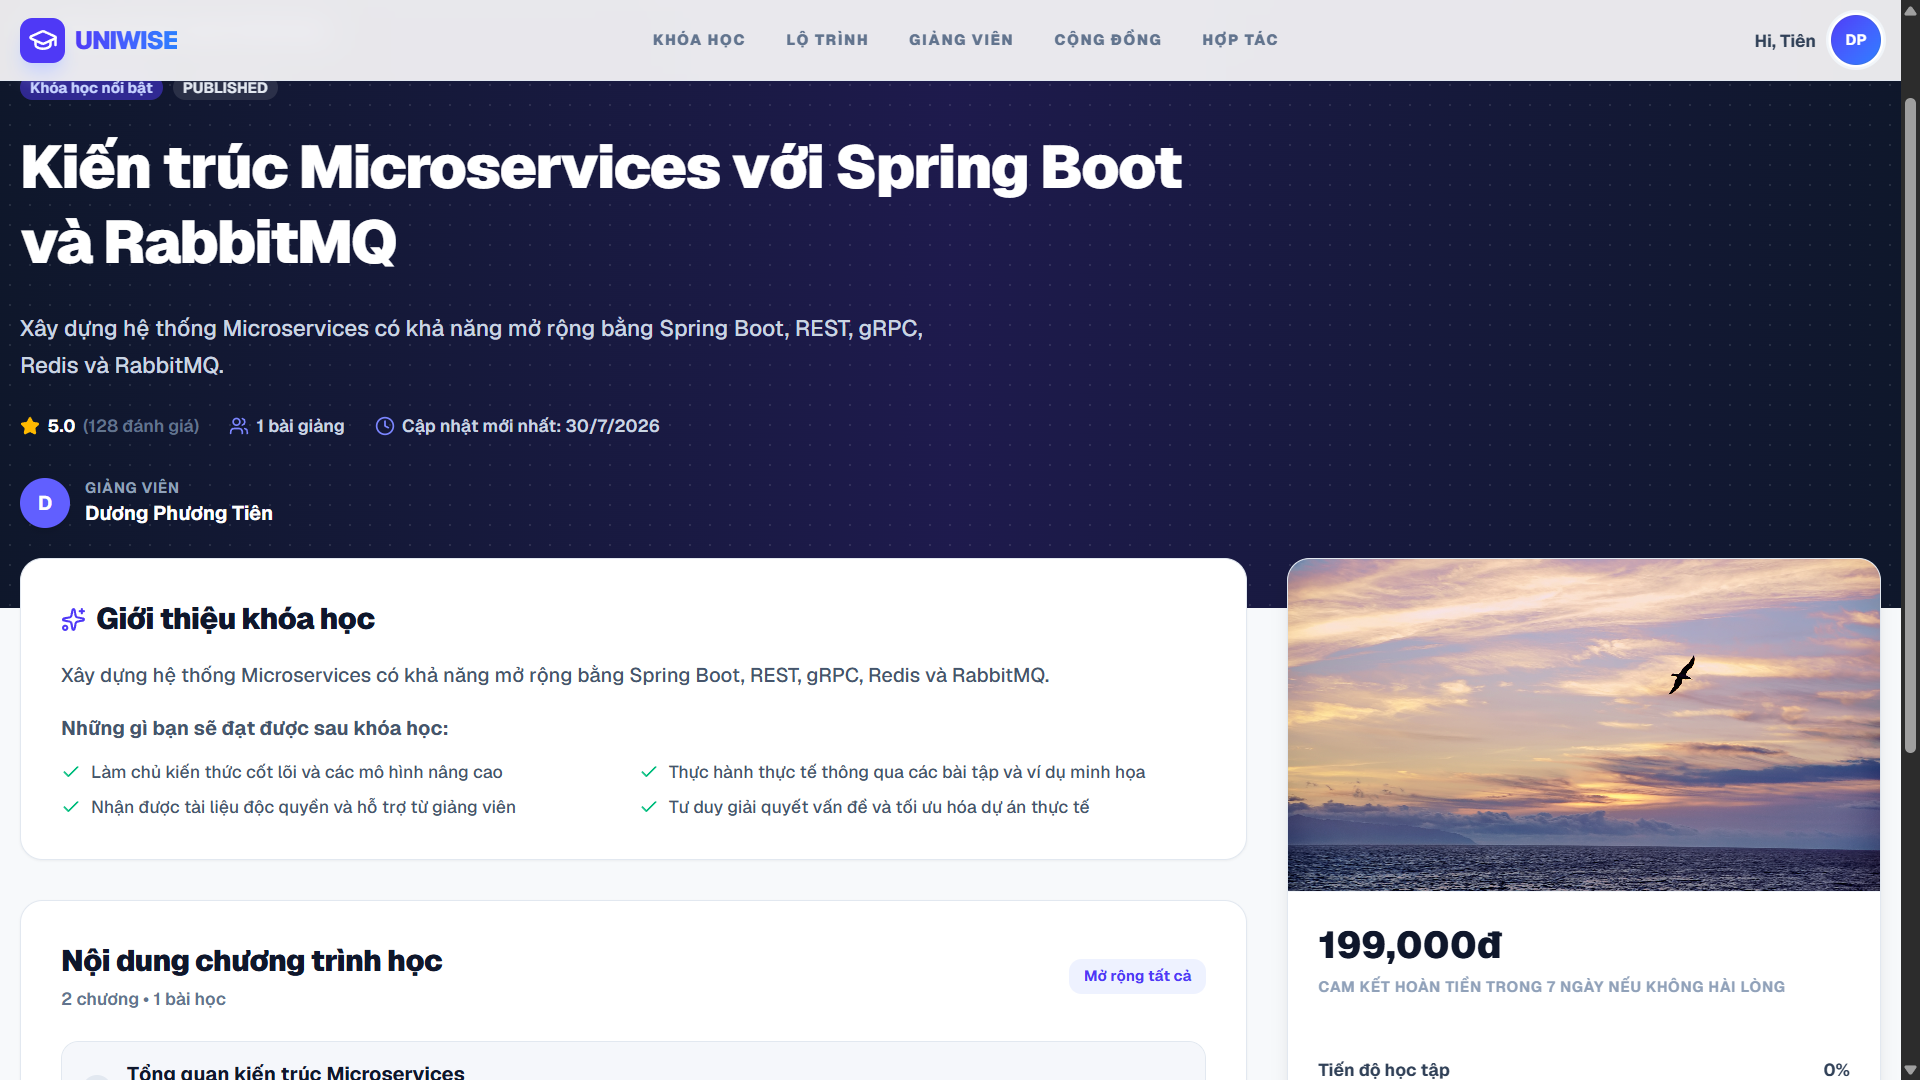 UNIWISE
KHÓA HỌC
LỘ TRÌNH
GIẢNG VIÊN
CỘNG ĐỒNG
HỢP TÁC
Hi, Tiên
DP
Khóa học nổi bật
PUBLISHED
Kiến trúc Microservices với Spring Boot
và RabbitMQ
Xây dựng hệ thống Microservices có khả năng mở rộng bằng Spring Boot, REST, gRPC,
Redis và RabbitMQ.
5.0 (128 đánh giá)
1 bài giảng
Cập nhật mới nhất: 30/7/2026
D
GIẢNG VIÊN
Dương Phương Tiên
Giới thiệu khóa học
Xây dựng hệ thống Microservices có khả năng mở rộng bằng Spring Boot, REST, gRPC, Redis và RabbitMQ.
Những gì bạn sẽ đạt được sau khóa học:
Làm chủ kiến thức cốt lõi và các mô hình nâng cao
Thực hành thực tế thông qua các bài tập và ví dụ minh họa
Nhận được tài liệu độc quyền và hỗ trợ từ giảng viên
Tư duy giải quyết vấn đề và tối ưu hóa dự án thực tế
Nội dung chương trình học
2 chương • 1 bài học
Mở rộng tất cả
Tổng quan kiến trúc Microservices
199,000đ
CAM KẾT HOÀN TIỀN TRONG 7 NGÀY NẾU KHÔNG HÀI LÒNG
Tiến độ học tập
0%